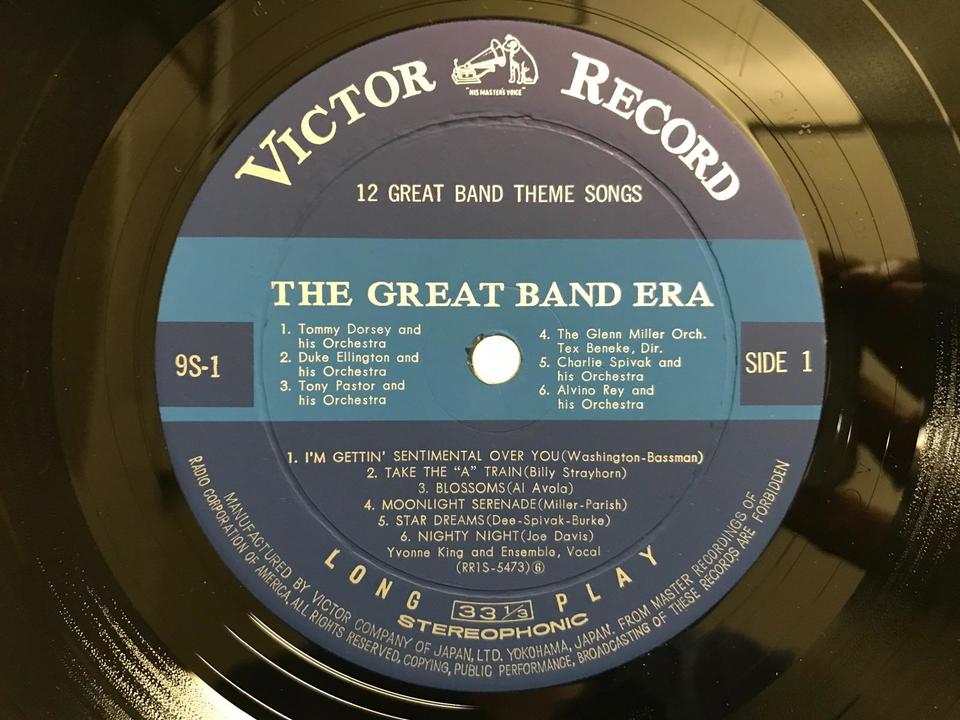 VICTOR RECORD
"HIS MASTER'S VOICE"
12 GREAT BAND THEME SONGS
THE GREAT BAND ERA
1. Tommy Dorsey and
his Orchestra
2. Duke Ellington and
his Orchestra
3. Tony Pastor and
his Orchestra
4. The Glenn Miller Orch.
Tex Beneke, Dir.
5. Charlie Spivak and
his Orchestra
6. Alvino Rey and
his Orchestra
9S-1
SIDE 1
1. I'M GETTIN' SENTIMENTAL OVER YOU(Washington-Bassman)
2. TAKE THE "A" TRAIN(Billy Strayhorn)
3. BLOSSOMS(Al Avola)
4. MOONLIGHT SERENADE(Miller-Parish)
5. STAR DREAMS(Dee-Spivak-Burke)
6. NIGHTY NIGHT(Joe Davis)
Yvonne King and Ensemble, Vocal
(RR1S-5473)⑥
LONG 33 1/3 PLAY
STEREOPHONIC
MANUFACTURED BY VICTOR COMPANY OF JAPAN, LTD. YOKOHAMA, JAPAN. FROM MASTER RECORDINGS OF
RADIO CORPORATION OF AMERICA, ALL RIGHTS RESERVED, COPYING, PUBLIC PERFORMANCE, BROADCASTING OF THESE RECORDS ARE FORBIDDEN